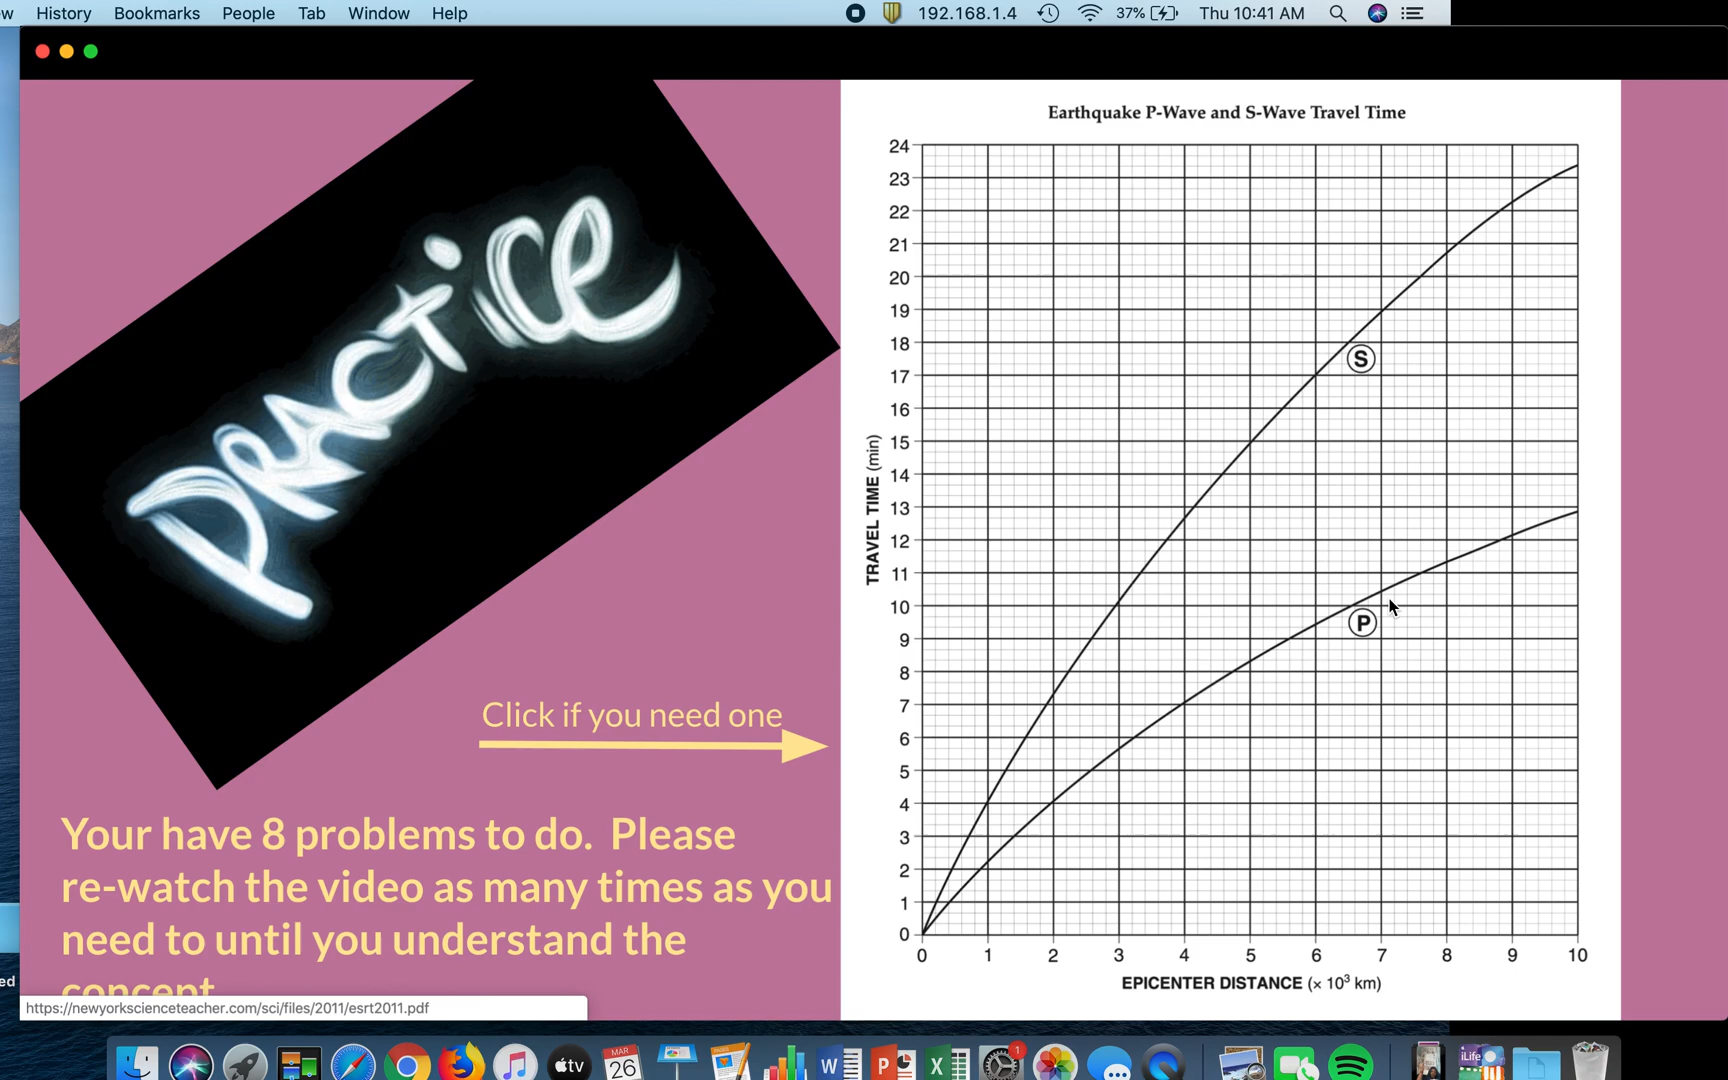 History Bookmarks People Tab Window Help 192.168.1.4 37% Thu 10:41 AM
PRACTICE
Click if you need one
Your have 8 problems to do. Please
re-watch the video as many times as you
need to until you understand the
concept
https://newyorkscienceteacher.com/sci/files/2011/esrt2011.pdf
Earthquake P-Wave and S-Wave Travel Time
24
23
22
21
20
19
18
17
16
15
14
13
12
11
10
9
8
7
6
5
4
3
2
1
0
TRAVEL TIME (min)
S
P
0 1 2 3 4 5 6 7 8 9 10
EPICENTER DISTANCE (× 10³ km)
ed
tv MAR 26 W P X 1 iLife